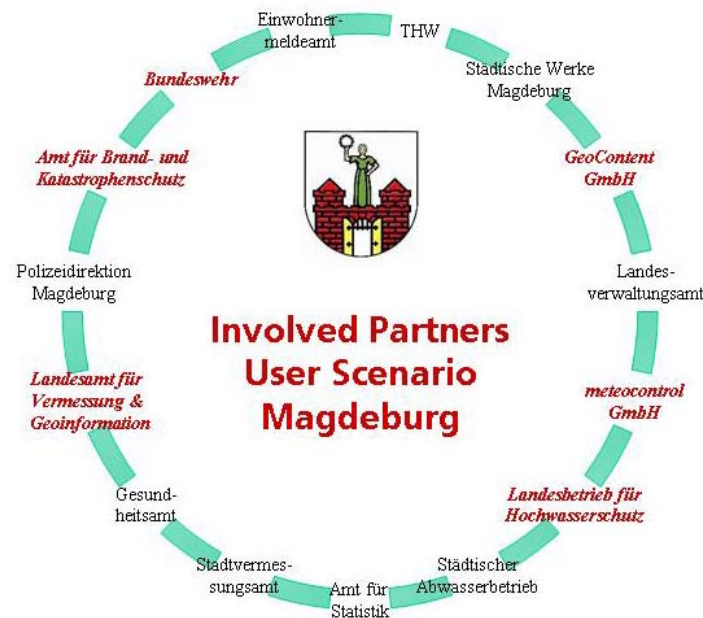 Einwohner-
meldeamt
THW
Städtische Werke
Magdeburg
GeoContent
GmbH
Landes-
verwaltungsamt
meteocontrol
GmbH
Landesbetrieb für
Hochwasserschutz
Städtischer
Abwasserbetrieb
Amt für
Statistik
Stadtvermes-
sungsamt
Gesund-
heitsamt
Landesamt für
Vermessung &
Geoinformation
Polizeidirektion
Magdeburg
Amt für Brand- und
Katastrophenschutz
Bundeswehr
Involved Partners
User Scenario
Magdeburg